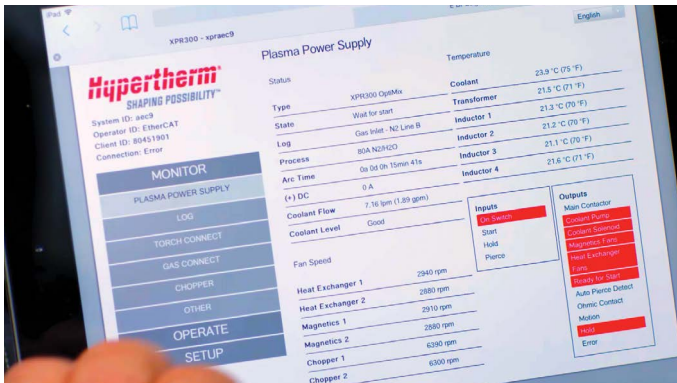 iPad
XPR300 - xpraec9
English
Hypertherm®
SHAPING POSSIBILITY™
System ID: aec9
Operator ID: EtherCAT
Client ID: 80451901
Connection: Error
MONITOR
PLASMA POWER SUPPLY
LOG
TORCH CONNECT
GAS CONNECT
CHOPPER
OTHER
OPERATE
SETUP
Plasma Power Supply
Status
Type XPR300 OptiMix
State Wait for start
Log Gas Inlet - N2 Line B
Process 80A N2/H2O
Arc Time 0s 0d 0h 15min 41s
(+) DC 0 A
Coolant Flow 7.16 lpm (1.89 gpm)
Coolant Level Good
Fan Speed
Heat Exchanger 1 2940 rpm
Heat Exchanger 2 2880 rpm
Magnetics 1 2910 rpm
Magnetics 2 2880 rpm
Chopper 1 6390 rpm
Chopper 2 6300 rpm
Temperature
Coolant 23.9 °C (75 °F)
Transformer 21.5 °C (71 °F)
Inductor 1 21.3 °C (70 °F)
Inductor 2 21.2 °C (70 °F)
Inductor 3 21.1 °C (70 °F)
Inductor 4 21.6 °C (71 °F)
Inputs
On Switch
Start
Hold
Pierce
Outputs
Main Contactor
Coolant Pump
Coolant Solenoid
Magnetics Fans
Heat Exchanger
Fans
Ready for Start
Auto Pierce Detect
Ohmic Contact
Motion
Hold
Error